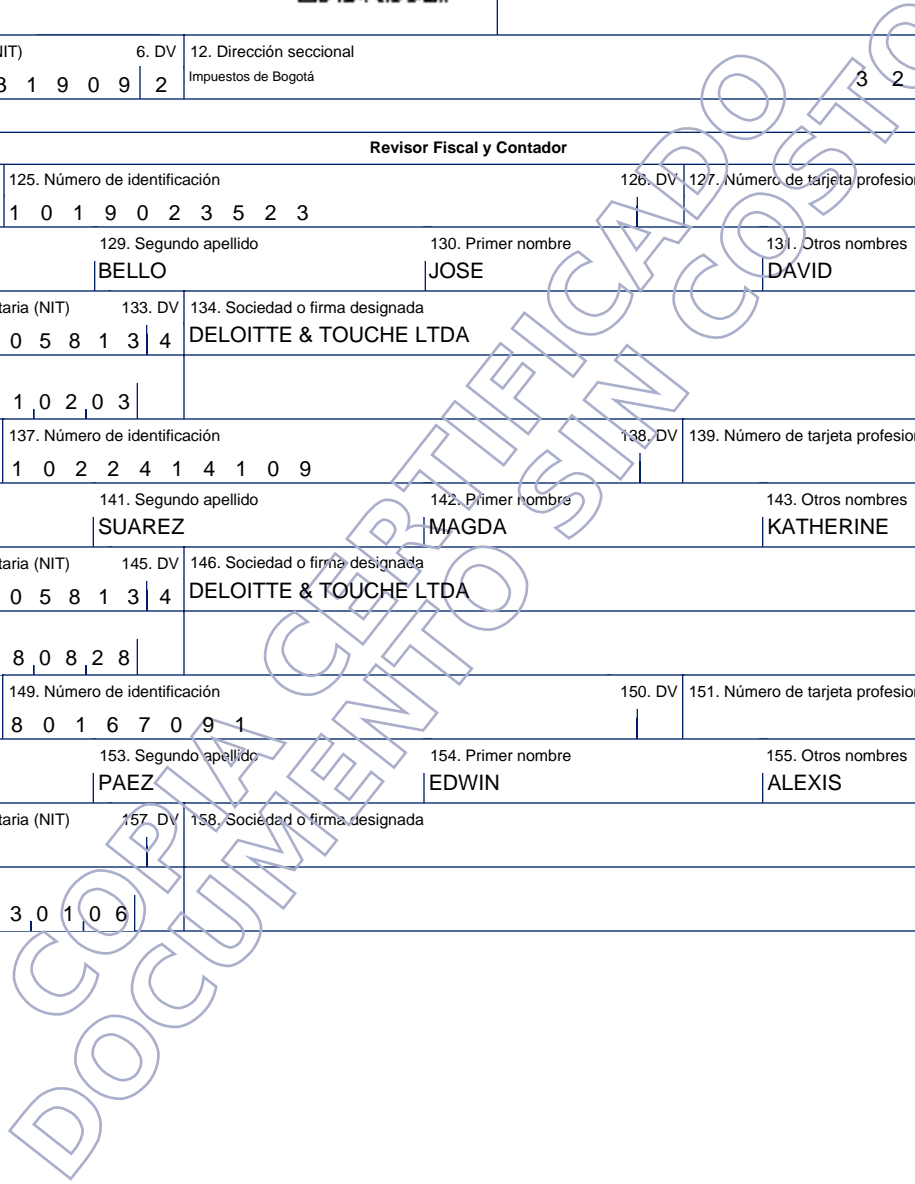 NIT) 6. DV 12. Dirección seccional
3 1 9 0 9 2 Impuestos de Bogotá 3 2
Revisor Fiscal y Contador
125. Número de identificación 126. DV 127. Número de tarjeta profesion
1 0 1 9 0 2 3 5 2 3
129. Segundo apellido 130. Primer nombre 131. Otros nombres
BELLO JOSE DAVID
taria (NIT) 133. DV 134. Sociedad o firma designada
0 5 8 1 3 4 DELOITTE & TOUCHE LTDA
1 0 2 0 3
137. Número de identificación 138. DV 139. Número de tarjeta profesion
1 0 2 2 4 1 4 1 0 9
141. Segundo apellido 142. Primer nombre 143. Otros nombres
SUAREZ MAGDA KATHERINE
taria (NIT) 145. DV 146. Sociedad o firma designada
0 5 8 1 3 4 DELOITTE & TOUCHE LTDA
8 0 8 2 8
149. Número de identificación 150. DV 151. Número de tarjeta profesion
8 0 1 6 7 0 9 1
153. Segundo apellido 154. Primer nombre 155. Otros nombres
PAEZ EDWIN ALEXIS
taria (NIT) 157. DV 158. Sociedad o firma designada
3 0 1 0 6
COPIA CERTIFICADO
DOCUMENTO SIN COSTO